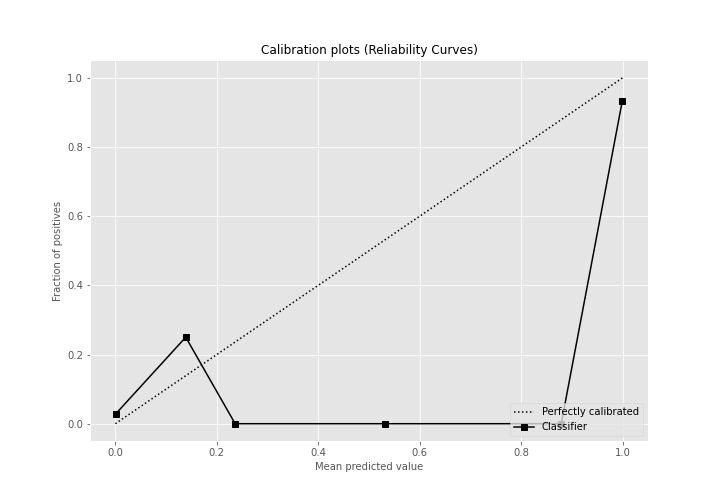 Calibration plots (Reliability Curves)
1.0
0.8
0.6
0.4
0.2
0.0
Fraction of positives
Perfectly calibrated
Classifier
0.0 0.2 0.4 0.6 0.8 1.0
Mean predicted value